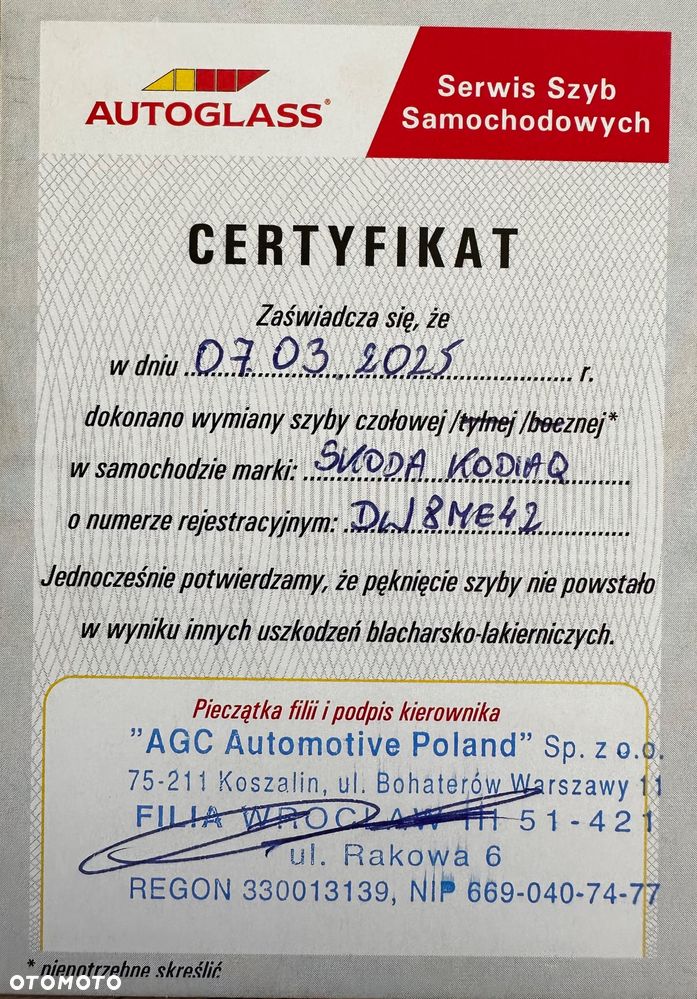 AUTOGLASS®
Serwis Szyb
Samochodowych
CERTYFIKAT
Zaświadcza się, że
w dniu 07.03.2025 r.
dokonano wymiany szyby czołowej /tylnej /bocznej*
w samochodzie marki: SKODA KODIAQ
o numerze rejestracyjnym: DW8ME42
Jednocześnie potwierdzamy, że pęknięcie szyby nie powstało
w wyniku innych uszkodzeń blacharsko-lakierniczych.
Pieczątka filii i podpis kierownika
"AGC Automotive Poland" Sp. z o.o.
75-211 Koszalin, ul. Bohaterów Warszawy 11
FILIA WROCŁAW III 51-421
ul. Rakowa 6
REGON 330013139, NIP 669-040-74-77
* niepotrzebne skreślić
OTOMOTO